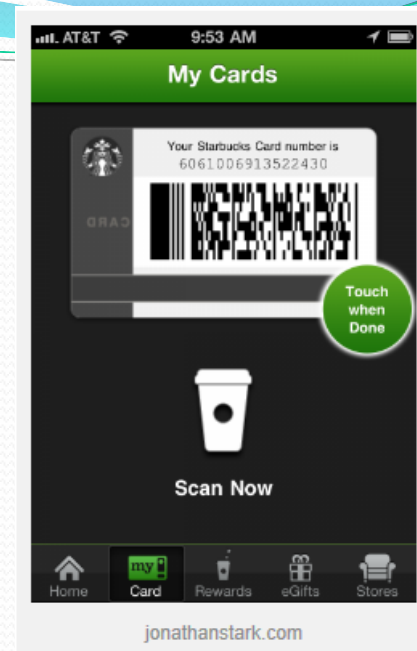 AT&T 9:53 AM
My Cards
Your Starbucks Card number is
6061006913522430
CARD
Touch
when
Done
Scan Now
my
Home Card Rewards eGifts Stores
jonathanstark.com